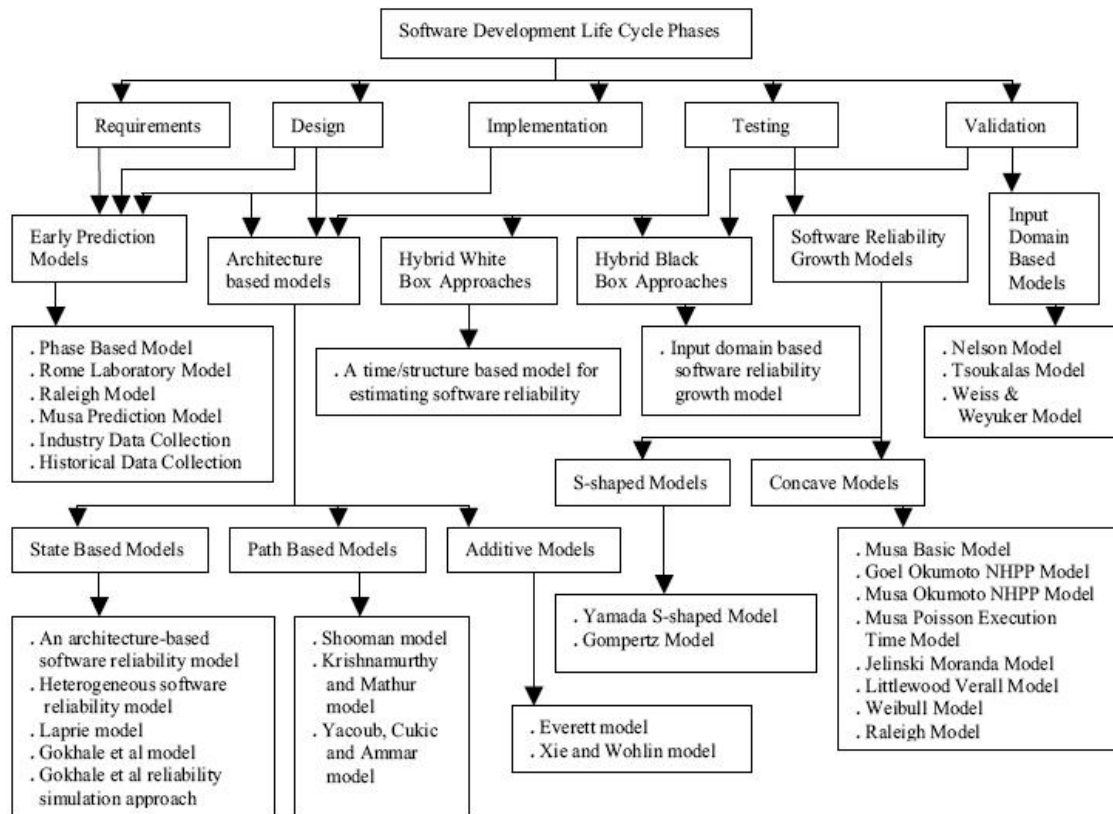 Software Development Life Cycle Phases
Requirements
Design
Implementation
Testing
Validation
Early Prediction
Models
Architecture
based models
Hybrid White
Box Approaches
Hybrid Black
Box Approaches
Software Reliability
Growth Models
Input
Domain
Based
Models
. Phase Based Model
. Rome Laboratory Model
. Raleigh Model
. Musa Prediction Model
. Industry Data Collection
. Historical Data Collection
. A time/structure based model for
estimating software reliability
. Input domain based
software reliability
growth model
. Nelson Model
. Tsoukalas Model
. Weiss &
Weyuker Model
S-shaped Models
Concave Models
State Based Models
Path Based Models
Additive Models
. An architecture-based
software reliability model
. Heterogeneous software
reliability model
. Laprie model
. Gokhale et al model
. Gokhale et al reliability
simulation approach
. Shooman model
. Krishnamurthy
and Mathur
model
. Yacoub, Cukic
and Ammar
model
. Everett model
. Xie and Wohlin model
. Yamada S-shaped Model
. Gompertz Model
. Musa Basic Model
. Goel Okumoto NHPP Model
. Musa Okumoto NHPP Model
. Musa Poisson Execution
Time Model
. Jelinski Moranda Model
. Littlewood Verall Model
. Weibull Model
. Raleigh Model